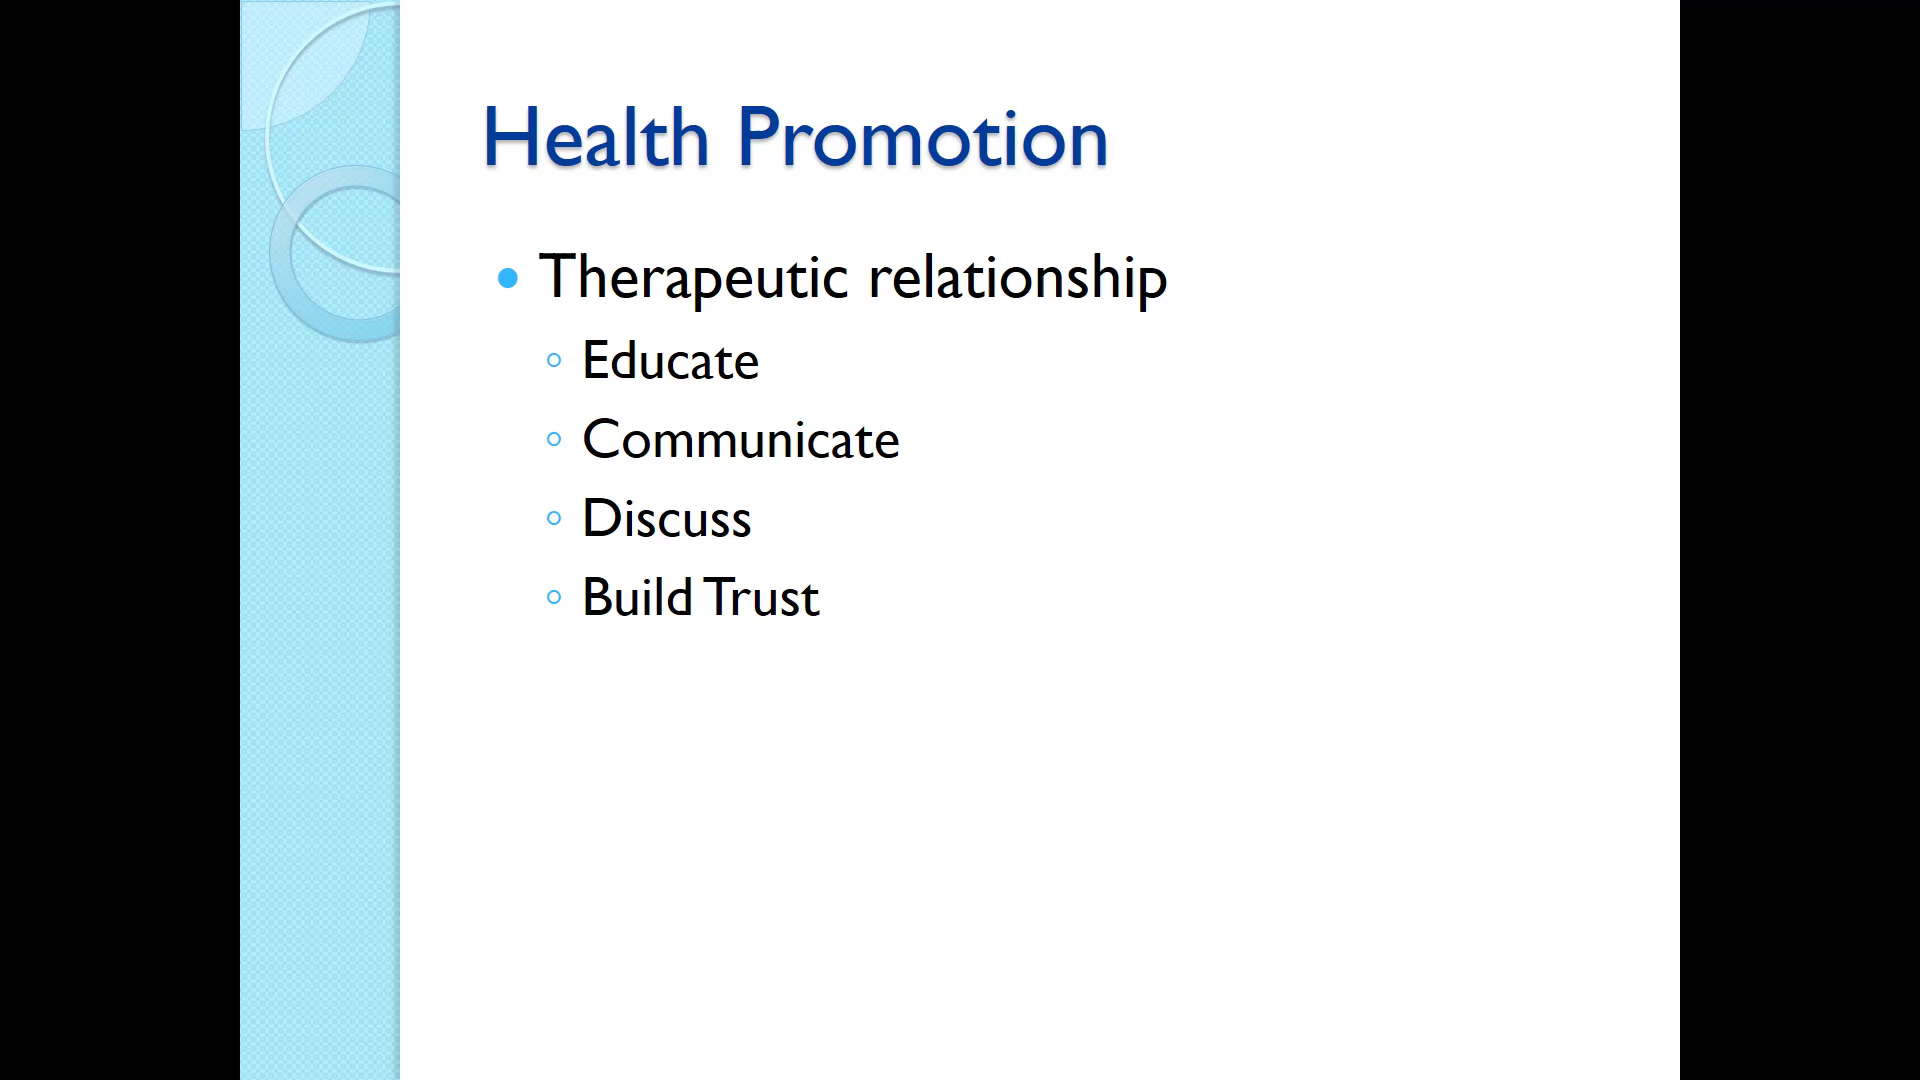 Health Promotion
• Therapeutic relationship
◦ Educate
◦ Communicate
◦ Discuss
◦ Build Trust